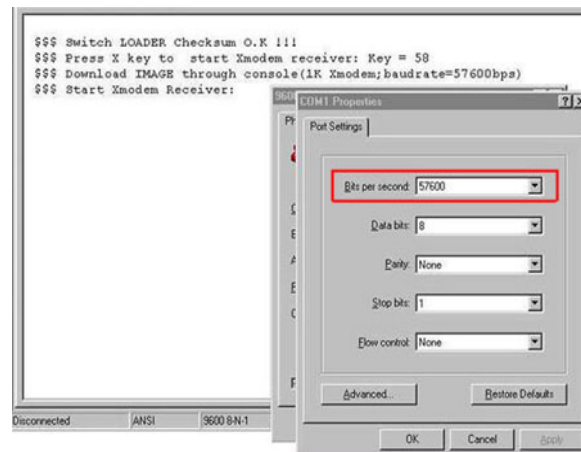 $$$ Switch LOADER Checksum O.K !!!
$$$ Press X key to  start Xmodem receiver: Key = 58
$$$ Download IMAGE through console(1K Xmodem;baudrate=57600bps)
$$$ Start Xmodem Receiver:
960
COM1 Properties
? X
Ph
Port Settings
Bits per second: 57600
Data bits: 8
Parity: None
Stop bits: 1
Flow control: None
Advanced...
Restore Defaults
Disconnected
ANSI
9600 8-N-1
OK
Cancel
Apply